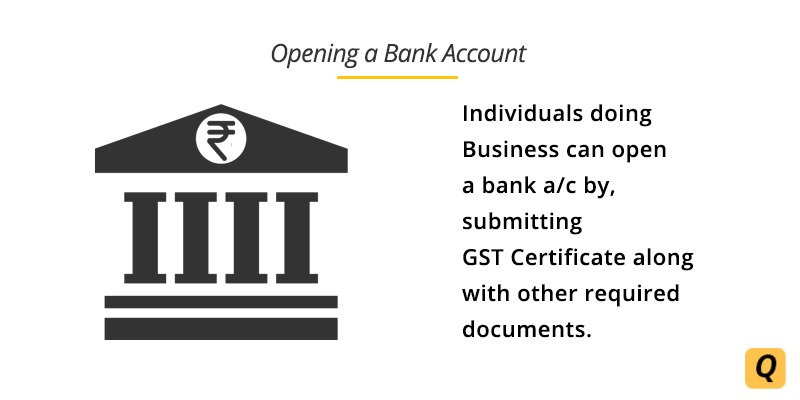 Opening a Bank Account
₹
Individuals doing
Business can open
a bank a/c by,
submitting
GST Certificate along
with other required
documents.
Q